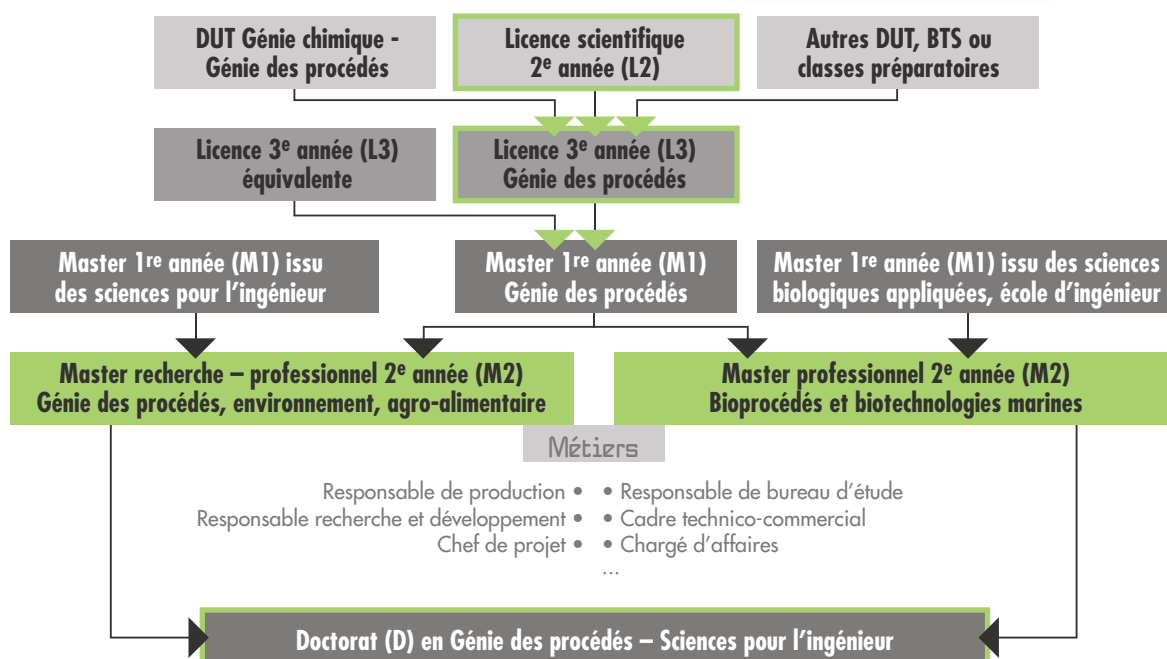 DUT Génie chimique -
Génie des procédés
Licence scientifique
2e année (L2)
Autres DUT, BTS ou
classes préparatoires
Licence 3e année (L3)
équivalente
Licence 3e année (L3)
Génie des procédés
Master 1re année (M1) issu
des sciences pour l'ingénieur
Master 1re année (M1)
Génie des procédés
Master 1re année (M1) issu des sciences
biologiques appliquées, école d'ingénieur
Master recherche – professionnel 2e année (M2)
Génie des procédés, environnement, agro-alimentaire
Master professionnel 2e année (M2)
Bioprocédés et biotechnologies marines
Métiers
Responsable de production • • Responsable de bureau d'étude
Responsable recherche et développement • • Cadre technico-commercial
Chef de projet • • Chargé d'affaires
...
Doctorat (D) en Génie des procédés – Sciences pour l'ingénieur